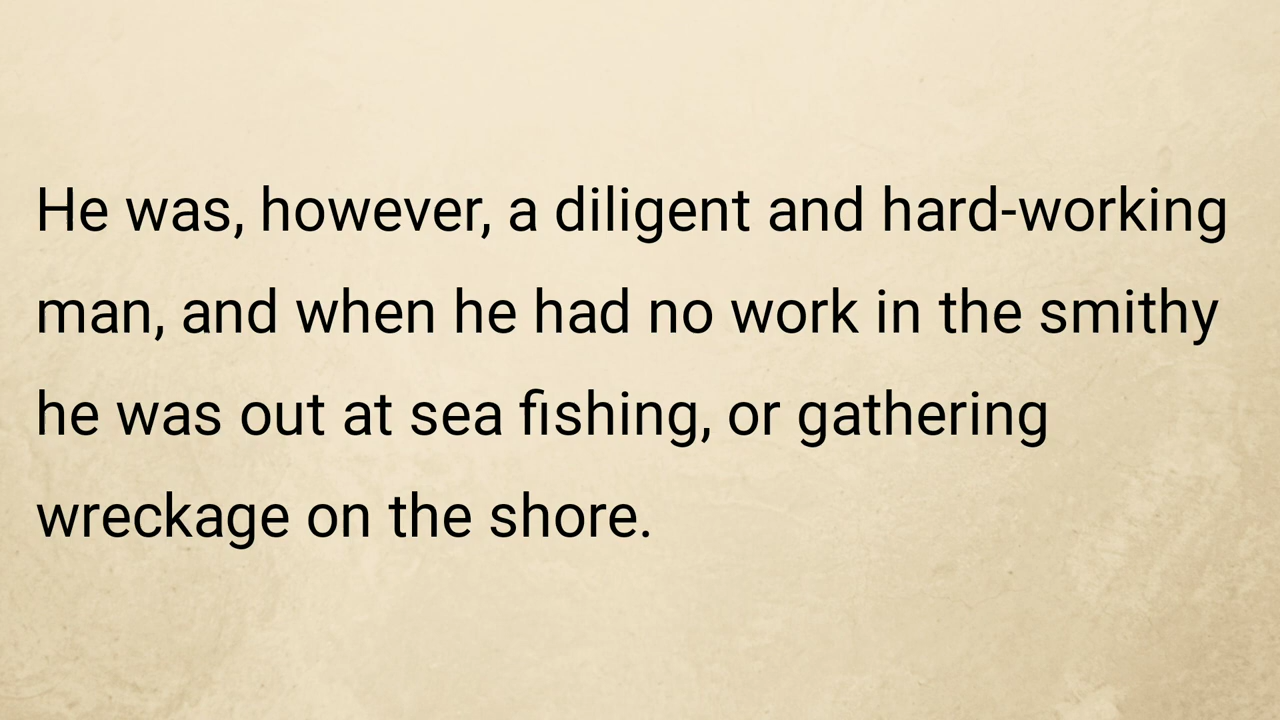 He was, however, a diligent and hard-working
man, and when he had no work in the smithy
he was out at sea fishing, or gathering
wreckage on the shore.